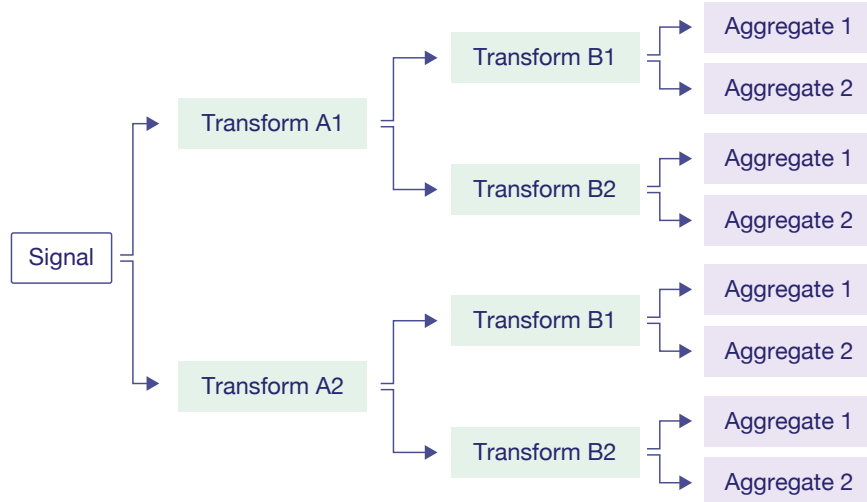 Signal
Transform A1
Transform B1
Aggregate 1
Aggregate 2
Transform B2
Aggregate 1
Aggregate 2
Transform A2
Transform B1
Aggregate 1
Aggregate 2
Transform B2
Aggregate 1
Aggregate 2